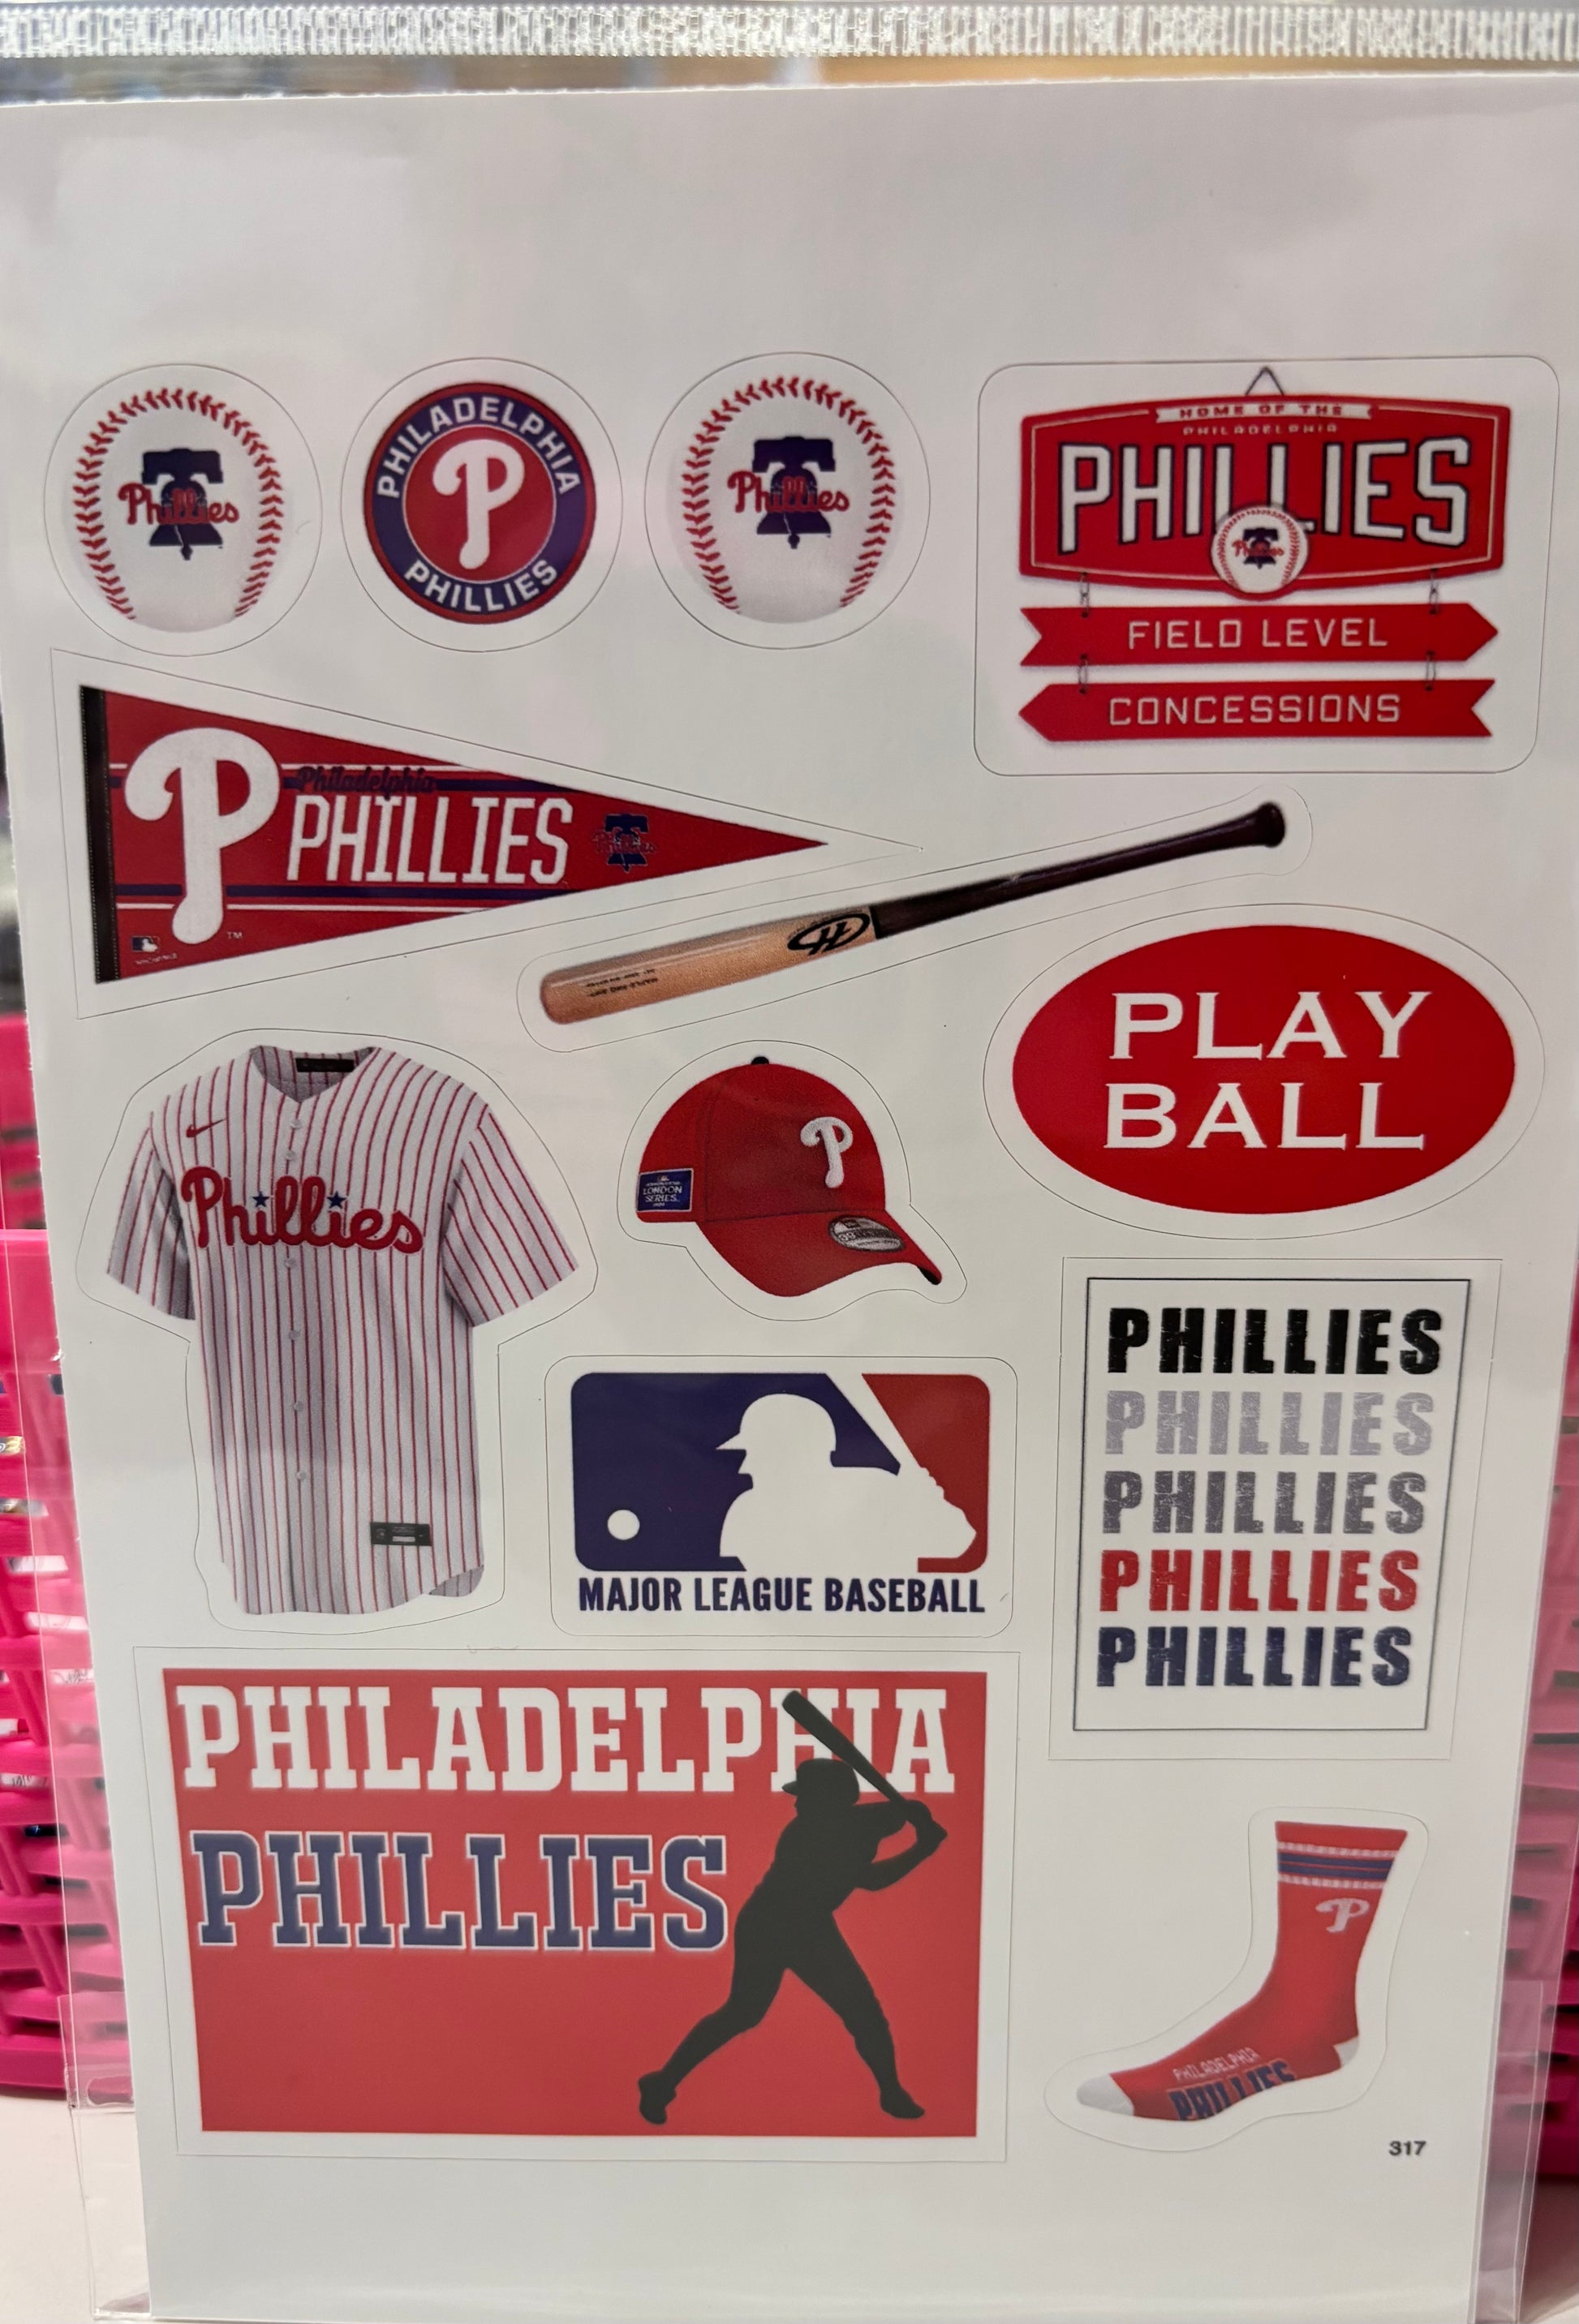 Phillies
PHILADELPHIA
P
PHILLIES
Phillies
HOME OF THE
PHILADELPHIA
PHILLIES
Phillies
FIELD LEVEL
CONCESSIONS
P
Philadelphia
PHILLIES
Phillies
TM
H
PLAY
BALL
Phillies
P
LONDON
SERIES
PHILLIES
PHILLIES
PHILLIES
PHILLIES
PHILLIES
MAJOR LEAGUE BASEBALL
PHILADELPHIA
PHILLIES
P
PHILADELPHIA
PHILLIES
317